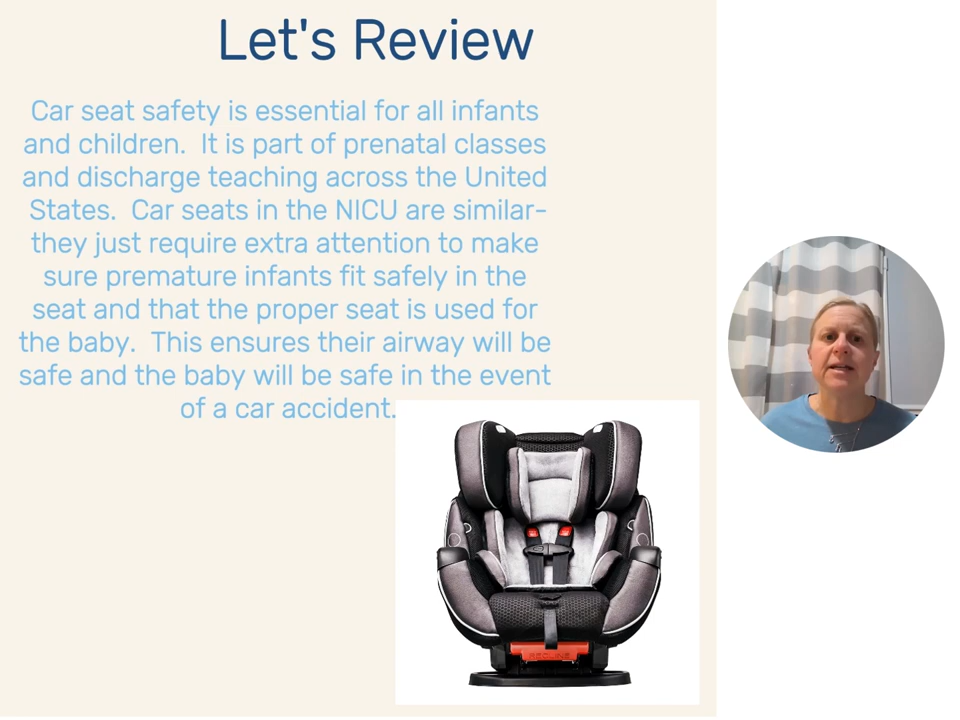 Let's Review
Car seat safety is essential for all infants
and children.  It is part of prenatal classes
and discharge teaching across the United
States.  Car seats in the NICU are similar-
they just require extra attention to make
sure premature infants fit safely in the
seat and that the proper seat is used for
the baby.  This ensures their airway will be
safe and the baby will be safe in the event
of a car accident.